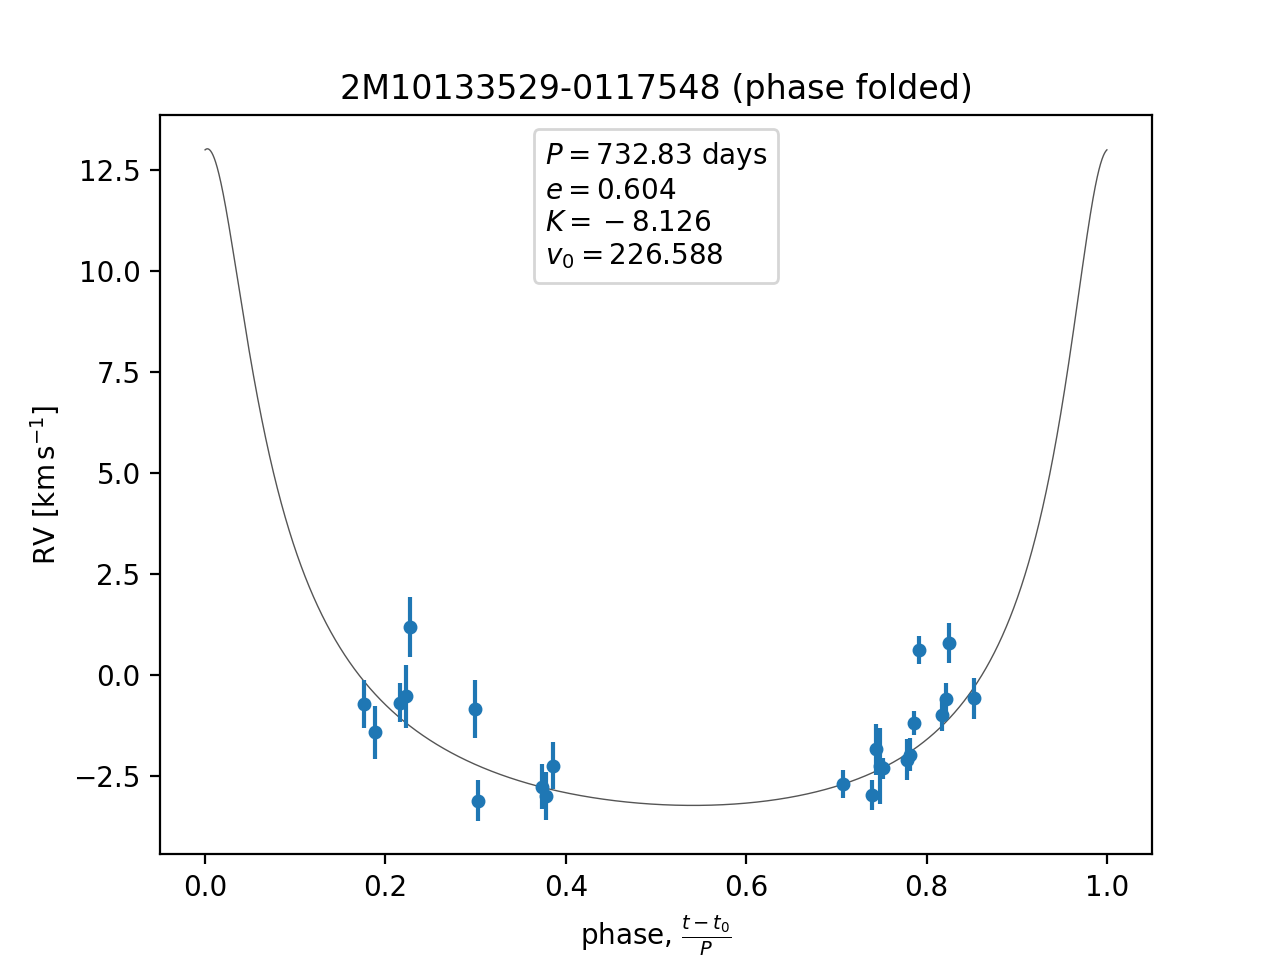 2M10133529-0117548 (phase folded)
P = 732.83 days
e = 0.604
K = −8.126
v₀ = 226.588
12.5
10.0
7.5
5.0
2.5
0.0
−2.5
RV [km s⁻¹]
0.0 0.2 0.4 0.6 0.8 1.0
phase, (t − t₀)/P